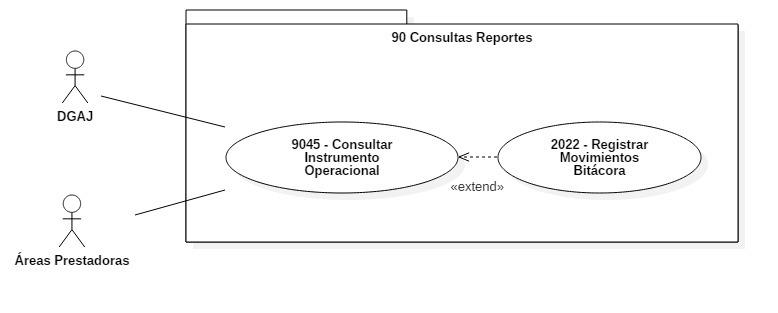 90 Consultas Reportes
DGAJ
9045 - Consultar
Instrumento
Operacional
2022 - Registrar
Movimientos
Bitácora
«extend»
Áreas Prestadoras